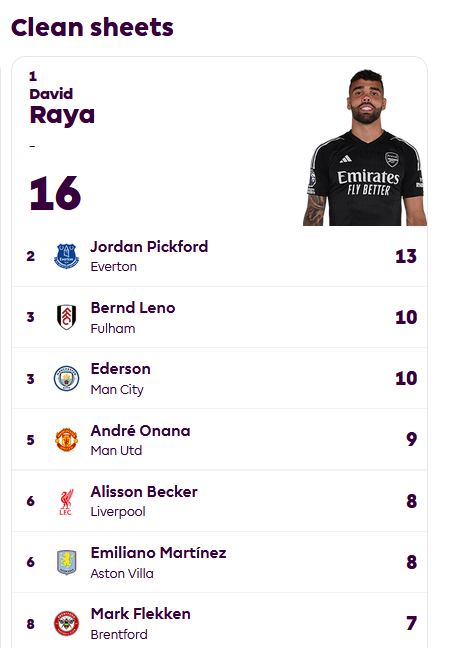 Clean sheets
1
David
Raya
-
16
Emirates
FLY BETTER
2
Jordan Pickford
Everton
13
3
Bernd Leno
Fulham
10
3
Ederson
Man City
10
5
André Onana
Man Utd
9
6
Alisson Becker
L.F.C.
Liverpool
8
6
Emiliano Martínez
Aston Villa
8
8
Mark Flekken
Brentford
7